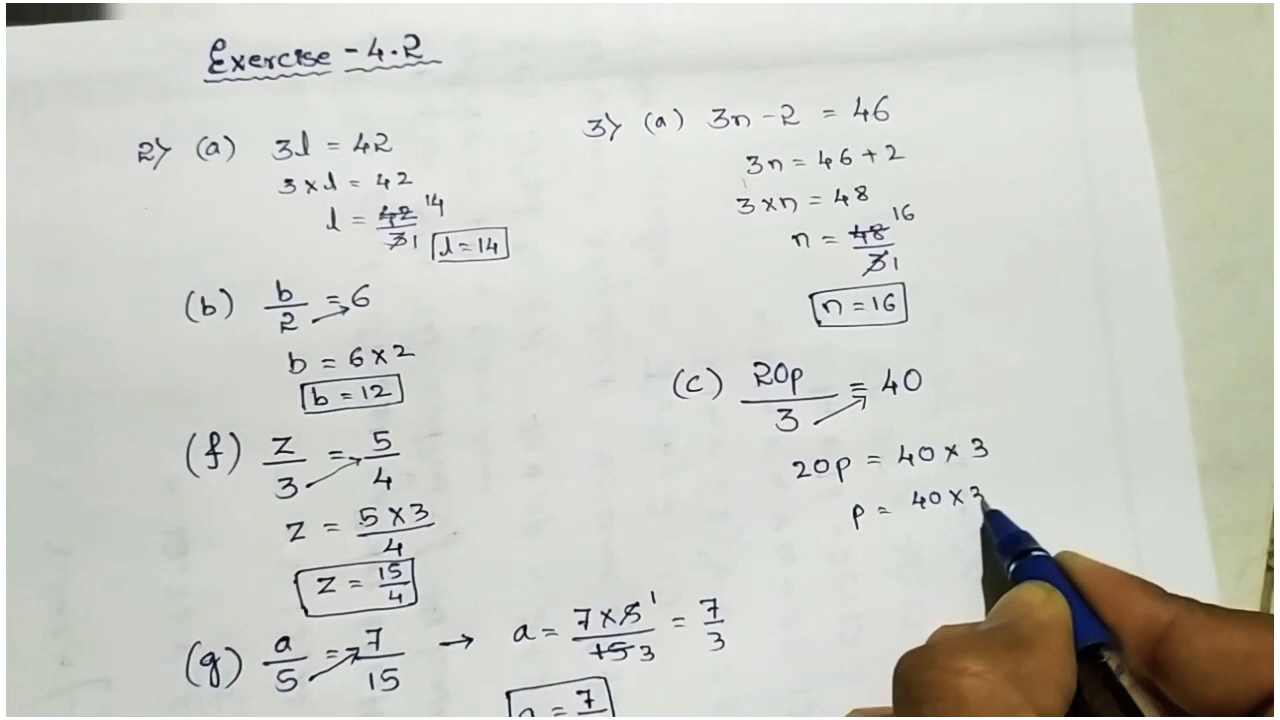 Exercise - 4.2
2) (a) 3l = 42
3 x l = 42
l = 42/3 14 1
l = 14
(b) b/2 = 6
b = 6 x 2
b = 12
(f) z/3 = 5/4
z = 5 x 3/4
z = 15/4
(g) a/5 = 7/15 → a = 7 x 5/15 1 3 = 7/3
3) (a) 3n - 2 = 46
3n = 46 + 2
3 x n = 48
n = 48/3 16 1
n = 16
(c) 20p/3 = 40
20p = 40 x 3
p = 40 x